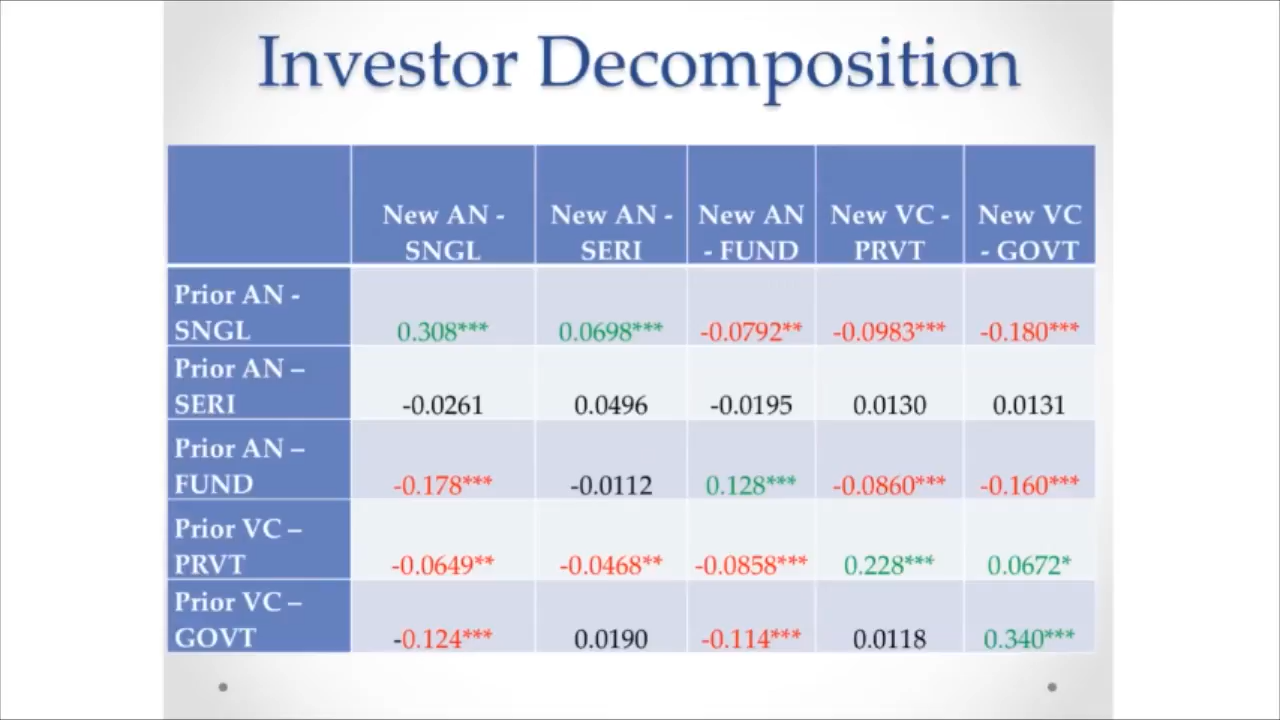 Investor Decomposition
New AN - SNGL New AN - SERI New AN - FUND New VC - PRVT New VC - GOVT
Prior AN - SNGL 0.308*** 0.0698*** -0.0792** -0.0983*** -0.180***
Prior AN – SERI -0.0261 0.0496 -0.0195 0.0130 0.0131
Prior AN – FUND -0.178*** -0.0112 0.128*** -0.0860*** -0.160***
Prior VC – PRVT -0.0649** -0.0468** -0.0858*** 0.228*** 0.0672*
Prior VC – GOVT -0.124*** 0.0190 -0.114*** 0.0118 0.340***